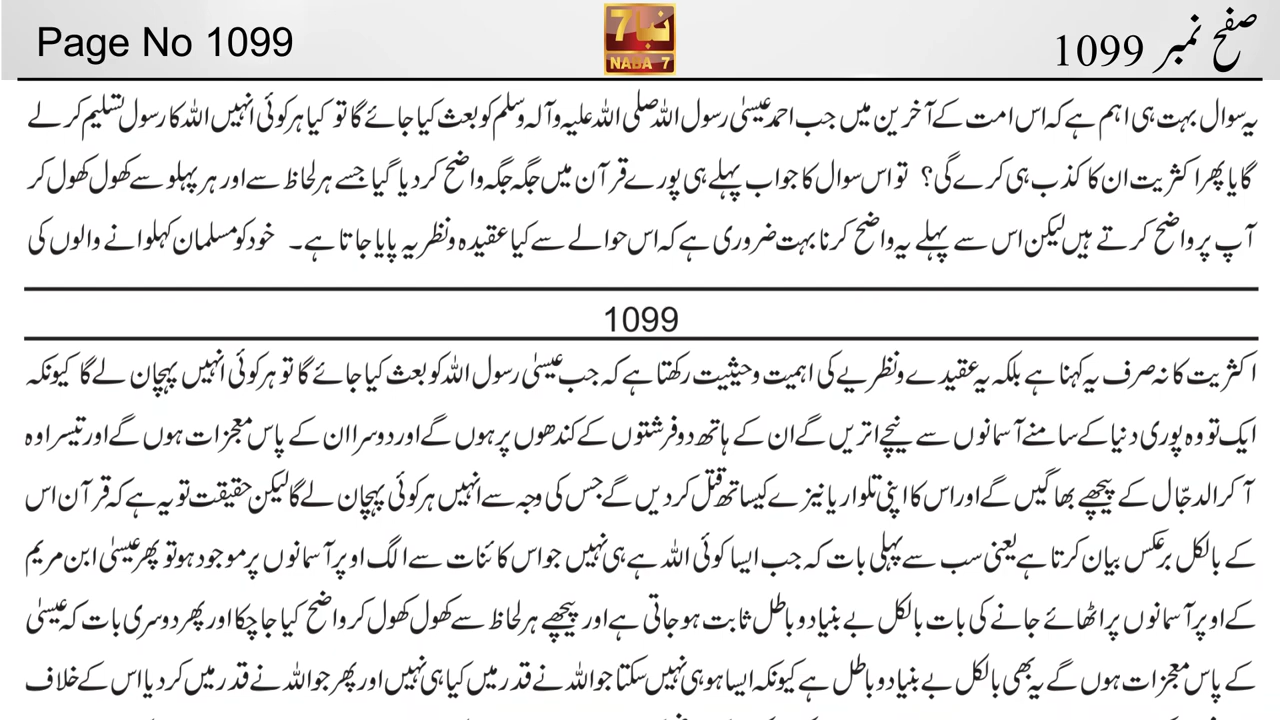 Page No 1099
نبا 7
NABA 7
صفحہ نمبر 1099
یہ سوال بہت ہی اہم ہے کہ اس امت کے آخرین میں جب احمد عیسیٰ رسول اللہ صلی اللہ علیہ وآلہ وسلم کو بعث کیا جائے گا تو کیا ہر کوئی انہیں اللہ کا رسول تسلیم کر لے
گا یا پھر اکثریت ان کا کذب ہی کرے گی؟ تو اس سوال کا جواب پہلے ہی پورے قرآن میں جگہ جگہ واضح کر دیا گیا جسے ہر لحاظ سے اور ہر پہلو سے کھول کھول کر
آپ پر واضح کرتے ہیں لیکن اس سے پہلے یہ واضح کرنا بہت ضروری ہے کہ اس حوالے سے کیا عقیدہ و نظریہ پایا جاتا ہے۔ خود کو مسلمان کہلوانے والوں کی
1099
اکثریت کا نہ صرف یہ کہنا ہے بلکہ یہ عقیدے و نظریے کی اہمیت و حیثیت رکھتا ہے کہ جب عیسیٰ رسول اللہ کو بعث کیا جائے گا تو ہر کوئی انہیں پہچان لے گا کیونکہ
ایک تو وہ پوری دنیا کے سامنے آسمانوں سے نیچے اتریں گے ان کے ہاتھ دو فرشتوں کے کندھوں پر ہوں گے اور دوسرا ان کے پاس معجزات ہوں گے اور تیسرا وہ
آ کر الدجّال کے پیچھے بھاگیں گے اور اس کا اپنی تلوار یا نیزے کیساتھ قتل کر دیں گے جس کی وجہ سے انہیں ہر کوئی پہچان لے گا لیکن حقیقت تو یہ ہے کہ قرآن اس
کے بالکل برعکس بیان کرتا ہے یعنی سب سے پہلی بات کہ جب ایسا کوئی اللہ ہے ہی نہیں جو اس کائنات سے الگ اوپر آسمانوں پر موجود ہو تو پھر عیسیٰ ابن مریم
کے اوپر آسمانوں پر اٹھائے جانے کی بات بالکل بے بنیاد و باطل ثابت ہو جاتی ہے اور پیچھے ہر لحاظ سے کھول کھول کر واضح کیا جا چکا اور پھر دوسری بات کہ عیسیٰ
کے پاس معجزات ہوں گے یہ بھی بالکل بے بنیاد و باطل ہے کیونکہ ایسا ہو ہی نہیں سکتا جو اللہ نے قدر میں کیا ہی نہیں اور پھر جو اللہ نے قدر میں کر دیا اس کے خلاف